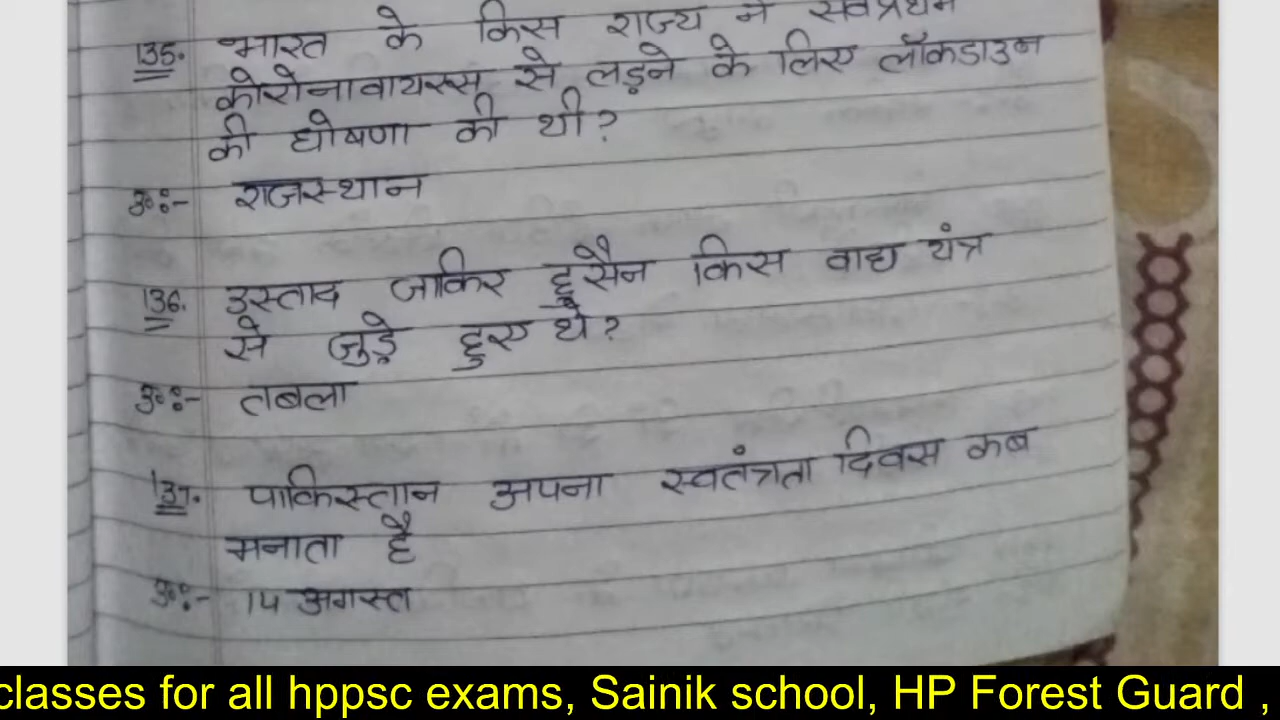 135. भारत के किस राज्य ने सर्वप्रथम
कोरोनावायरस से लड़ने के लिए लॉकडाउन
की घोषणा की थी?
उः- राजस्थान
136. उस्ताद जाकिर हुसैन किस वाद्य यंत्र
से जुड़े हुए थे?
उः- तबला
137. पाकिस्तान अपना स्वतंत्रता दिवस कब
मनाता है
उः- 14 अगस्त
classes for all hppsc exams, Sainik school, HP Forest Guard ,